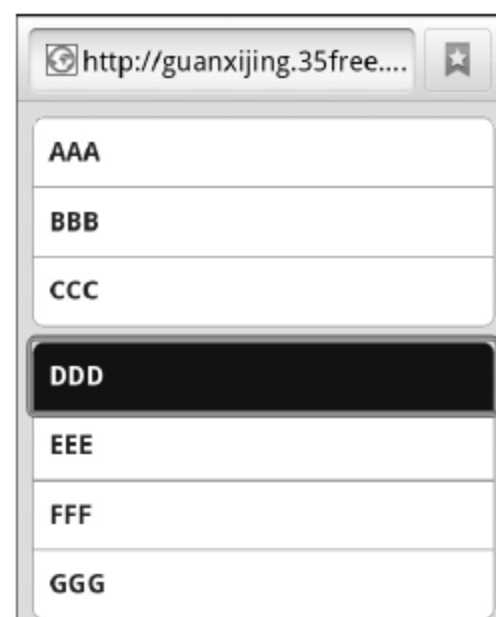 http://guanxijing.35free....
AAA
BBB
CCC
DDD
EEE
FFF
GGG